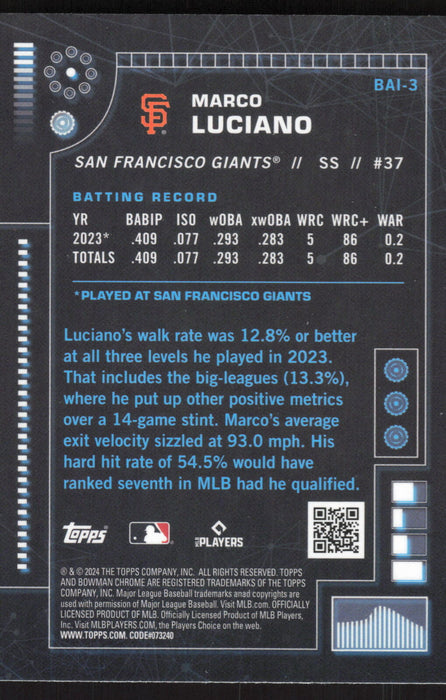 BAI-3
SF
MARCO
LUCIANO
SAN FRANCISCO GIANTS® // SS // #37
BATTING RECORD
YR BABIP ISO wOBA xwOBA WRC WRC+ WAR
2023* .409 .077 .293 .283 5 86 0.2
TOTALS .409 .077 .293 .283 5 86 0.2
*PLAYED AT SAN FRANCISCO GIANTS
Luciano's walk rate was 12.8% or better
at all three levels he played in 2023.
That includes the big-leagues (13.3%),
where he put up other positive metrics
over a 14-game stint. Marco's average
exit velocity sizzled at 93.0 mph. His
hard hit rate of 54.5% would have
ranked seventh in MLB had he qualified.
Topps
MLB PLAYERS
® & © 2024 THE TOPPS COMPANY, INC. ALL RIGHTS RESERVED. TOPPS
AND BOWMAN CHROME ARE REGISTERED TRADEMARKS OF THE TOPPS
COMPANY, INC. Major League Baseball trademarks anad copyrights are
used with permission of Major League Baseball. Visit MLB.com. OFFICIALLY
LICENSED PRODUCT OF MLB. Officially Licensed Product of MLB Players,
Inc. Visit MLBPLAYERS.COM, the Players Choice on the web.
WWW.TOPPS.COM. CODE#073240